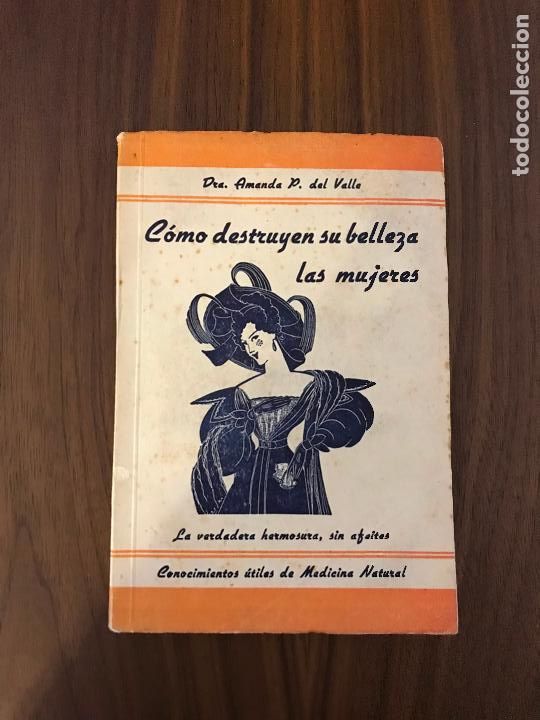 Dra. Amanda P. del Valle
Cómo destruyen su belleza
las mujeres
La verdadera hermosura, sin afeites
Conocimientos útiles de Medicina Natural
todocoleccion